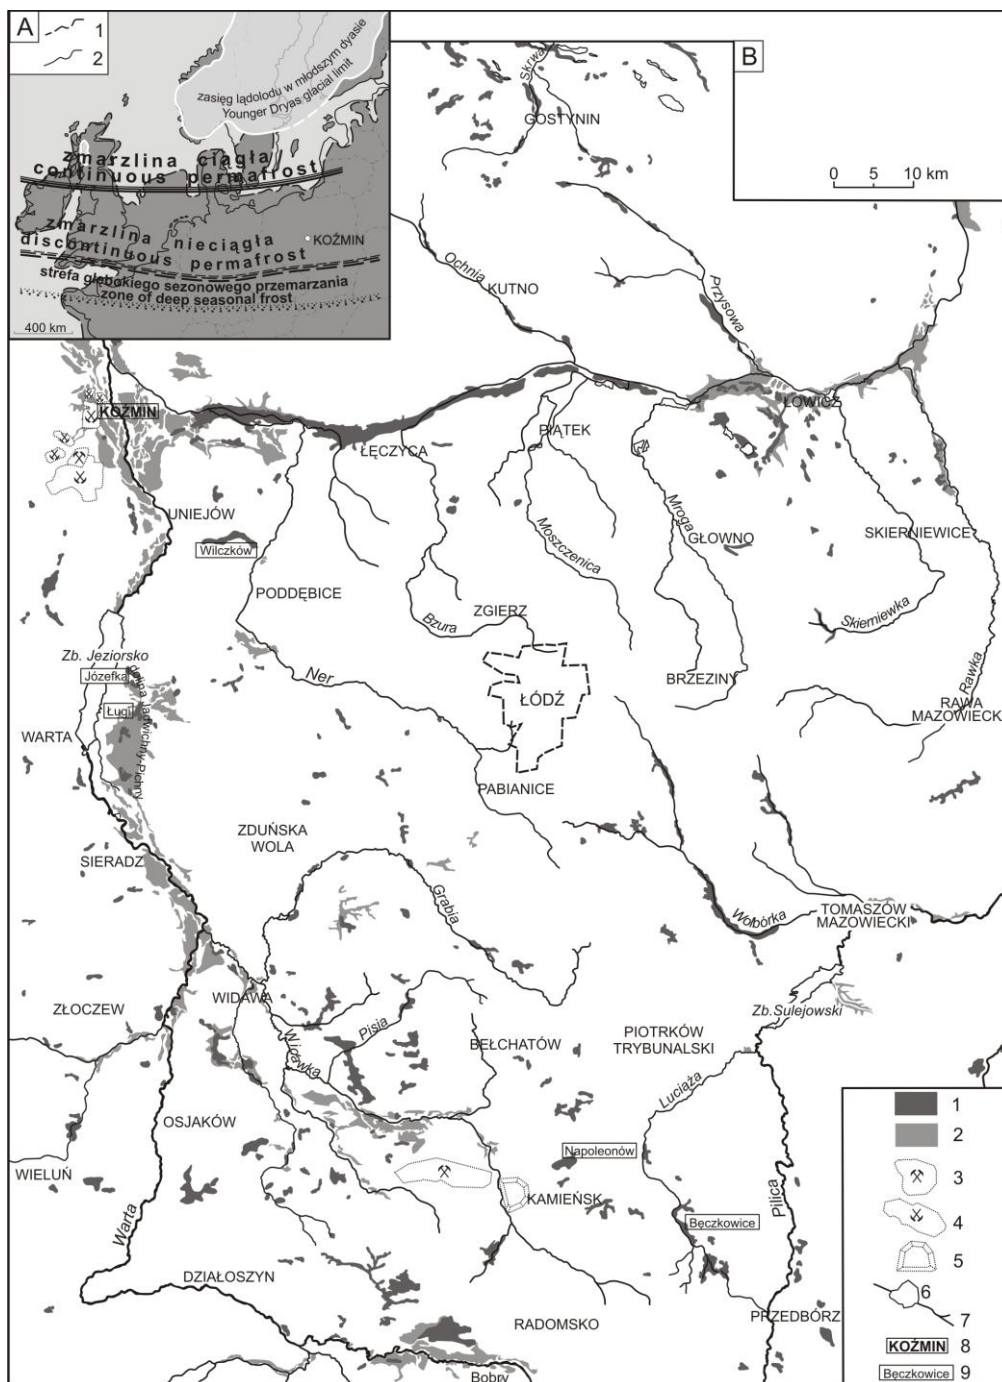 A
1
2
zasięg lądolodu w młodszym dryasie
Younger Dryas glacial limit
zmarzlina ciągła
continuous permafrost
zmarzlina nieciągła
discontinuous permafrost
KOŹMIN
strefa głębokiego sezonowego przemarzania
zone of deep seasonal frost
400 km
B
0 5 10 km
Skrwa
GOSTYNIN
Ochnia
KUTNO
Przysowa
KOŹMIN
ŁĘCZYCA
PIĄTEK
ŁOWICZ
UNIEJÓW
Wilczków
Moszczenica
Mroga
GŁOWNO
SKIERNIEWICE
PODDĘBICE
ZGIERZ
Bzura
Skierniewka
Zb. Jeziorsko
Józefka
Ługi
dolina Jadwichny-Pichny
Ner
ŁÓDŹ
BRZEZINY
Rawka
RAWA
MAZOWIECK
WARTA
PABIANICE
ZDUŃSKA
WOLA
SIERADZ
Grabia
Wolbórka
TOMASZÓW
MAZOWIECKI
ZŁOCZEW
WIDAWA
Widawka
Pisia
BEŁCHATÓW
PIOTRKÓW
TRYBUNALSKI
Zb.Sulejowski
Luciąża
OSJAKÓW
WIELUŃ
Warta
Napoleonów
KAMIEŃSK
Bęczkowice
Pilica
DZIAŁOSZYN
RADOMSKO
PRZEDBÓRZ
Bobry
1
2
3
4
5
6
7
KOŹMIN 8
Bęczkowice 9